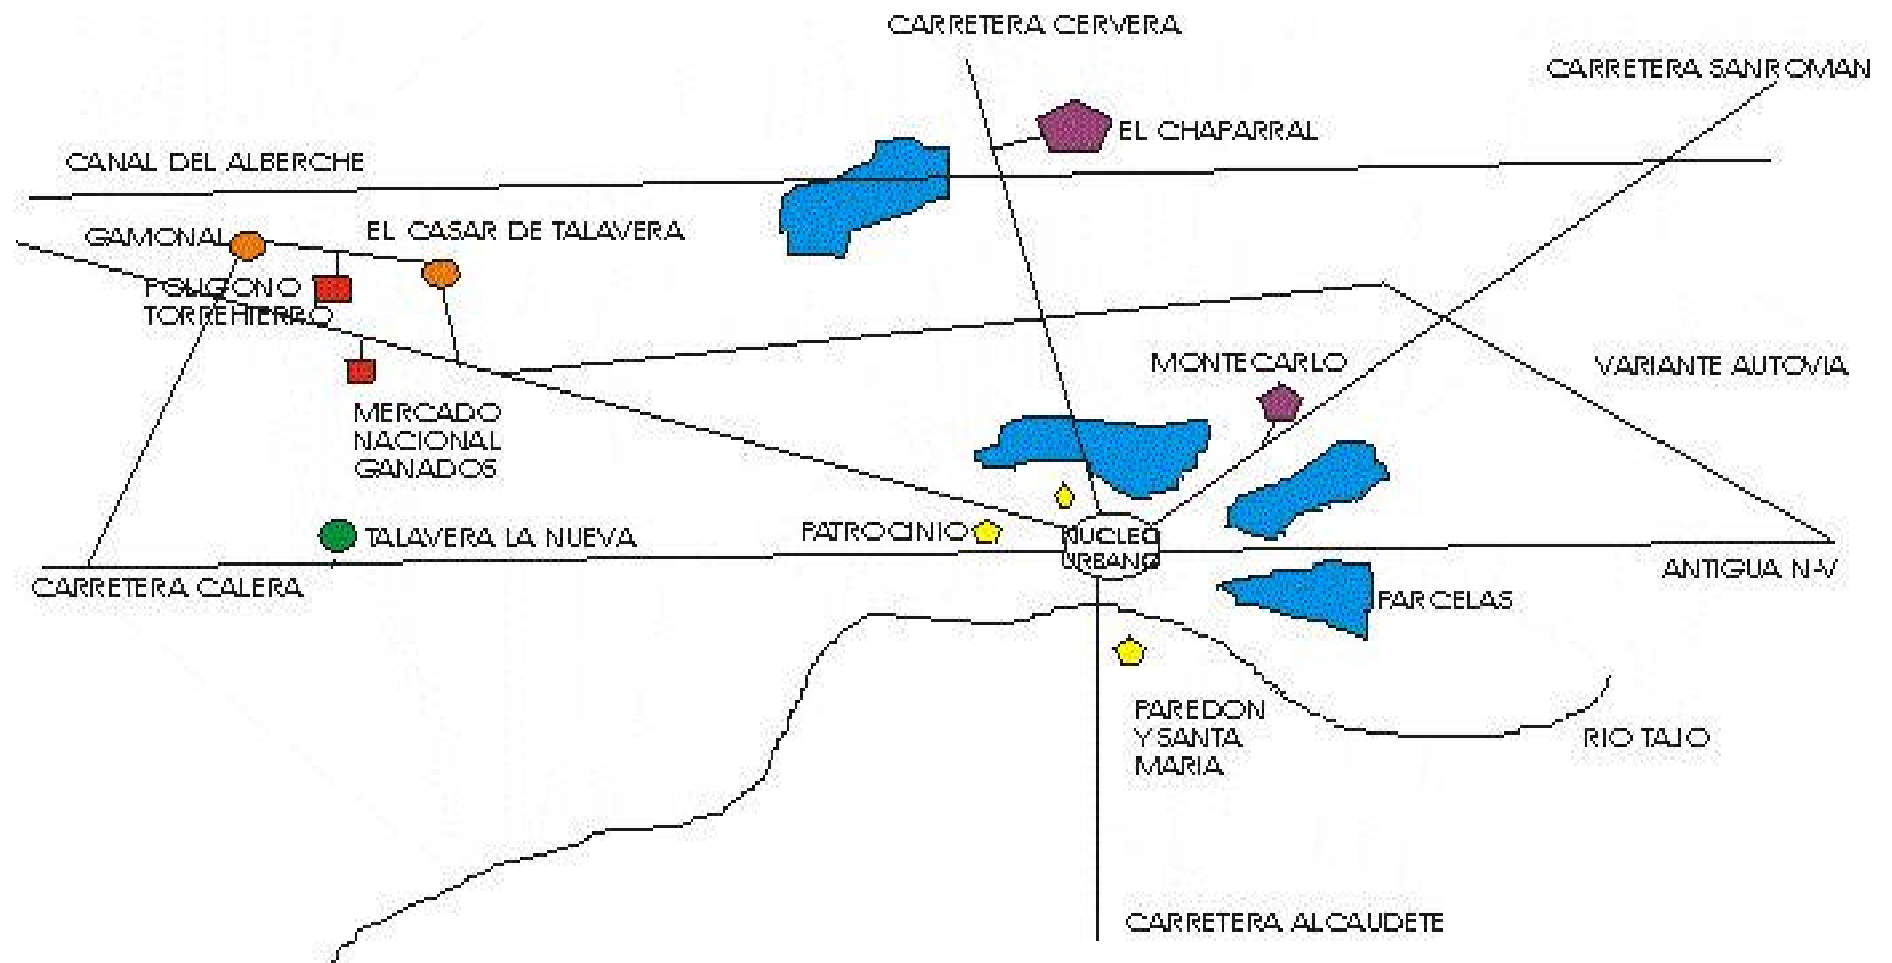 CARRETERA CERVERA
CARRETERA SANROMAN
EL CHAPARRAL
CANAL DEL ALBERCHE
GAMONAL
EL CASAR DE TALAVERA
POLIGONO
TORREHIERRO
MONTECARLO
VARIANTE AUTOVIA
MERCADO
NACIONAL
GANADOS
TALAVERA LA NUEVA
PATROCINIO
NUCLEO
URBANO
ANTIGUA N-V
CARRETERA CALERA
PARCELAS
PAREDON
Y SANTA
MARIA
RIO TAJO
CARRETERA ALCAUDETE